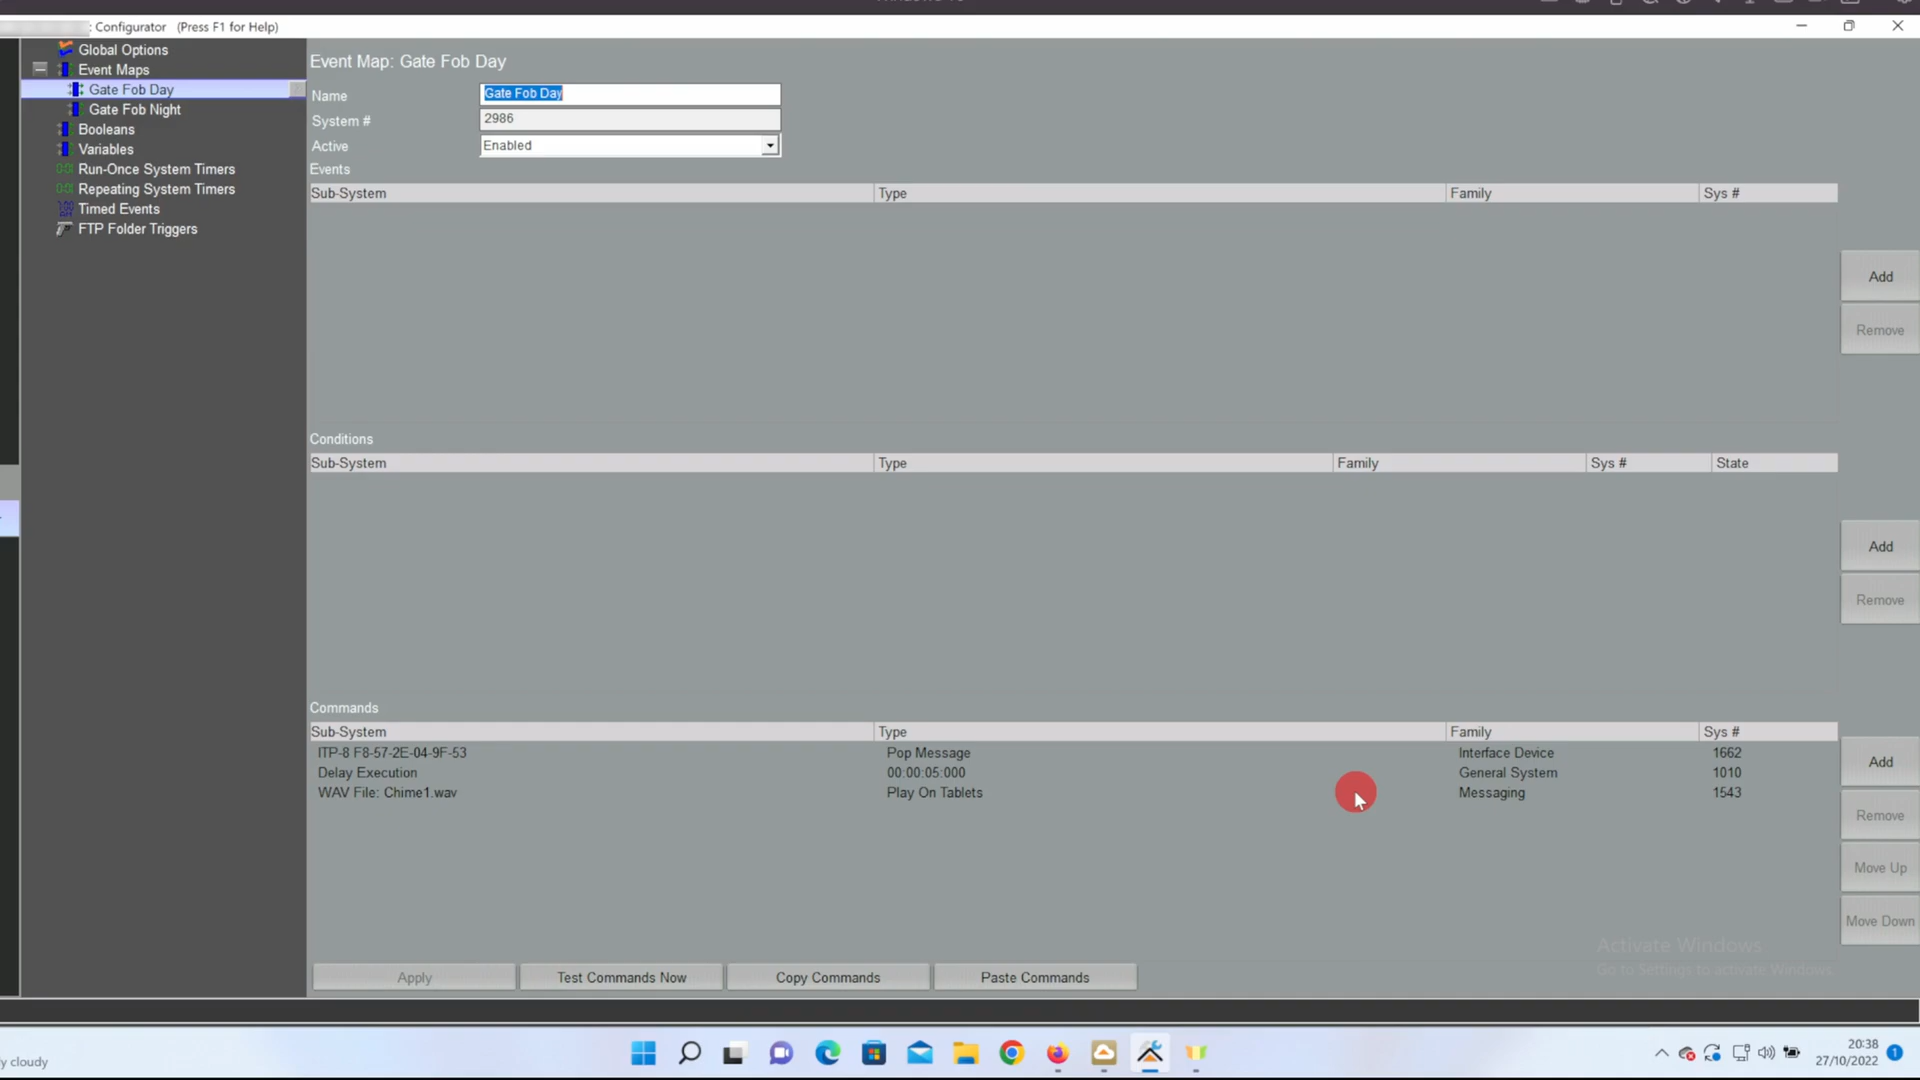 : Configurator (Press F1 for Help)
Global Options
Event Maps
Gate Fob Day
Gate Fob Night
Booleans
Variables
Run-Once System Timers
Repeating System Timers
Timed Events
FTP Folder Triggers
Event Map: Gate Fob Day
Name Gate Fob Day
System # 2986
Active Enabled
Events
Sub-System Type Family Sys #
Add
Remove
Conditions
Sub-System Type Family Sys # State
Add
Remove
Commands
Sub-System Type Family Sys #
ITP-8 F8-57-2E-04-9F-53 Pop Message Interface Device 1662
Delay Execution 00:00:05:000 General System 1010
WAV File: Chime1.wav Play On Tablets Messaging 1543
Add
Remove
Move Up
Move Down
Activate Windows
Go to Settings to activate Windows.
Apply Test Commands Now Copy Commands Paste Commands
y cloudy
20:38
27/10/2022 1